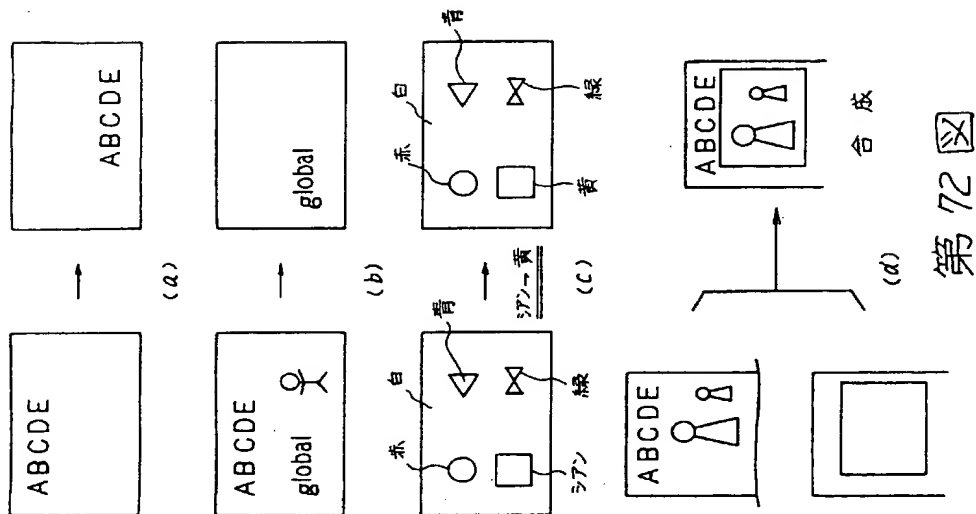 ABCDE
ABCDE
(a)
ABCDE
global
global
(b)
赤 白 青
赤 白 青
シアン→黄
シアン 緑
黄 緑
(c)
ABCDE
ABCDE
合成
(d)
第72図